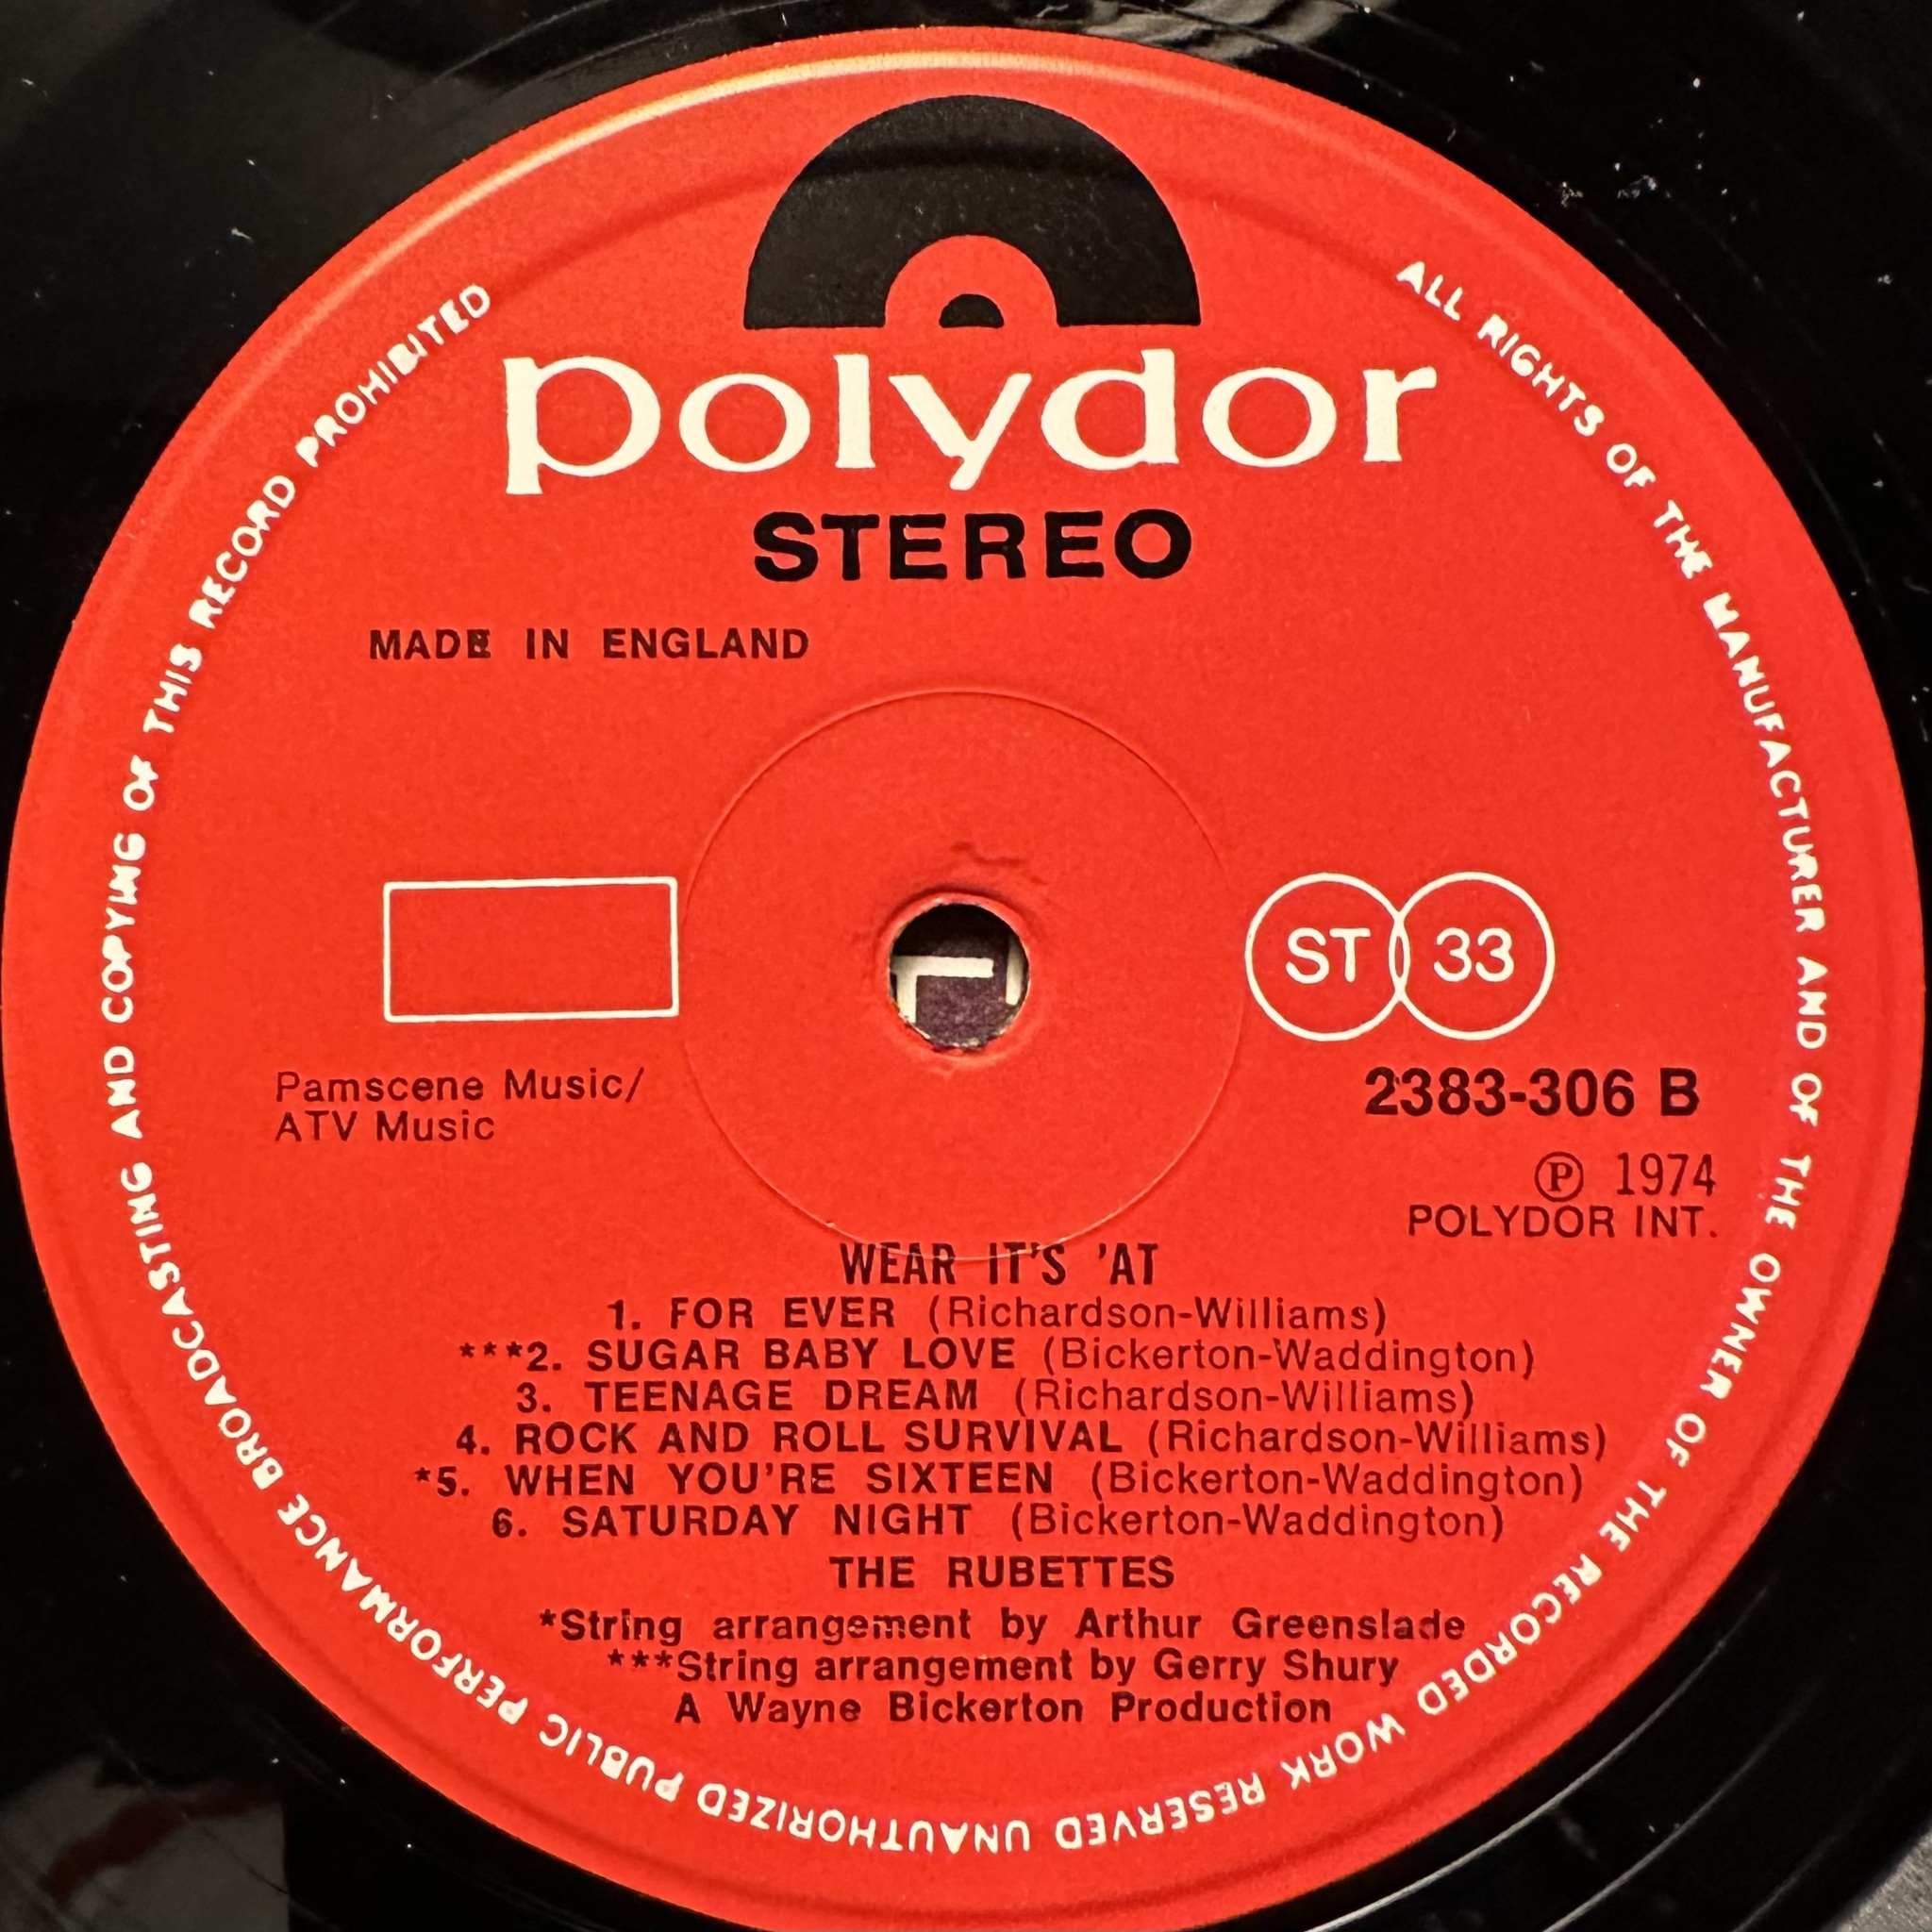 polydor
STEREO
MADE IN ENGLAND
ST 33
Pamscene Music/
ATV Music
2383-306 B
Ⓟ 1974
POLYDOR INT.
WEAR IT'S 'AT
1. FOR EVER (Richardson-Williams)
***2. SUGAR BABY LOVE (Bickerton-Waddington)
3. TEENAGE DREAM (Richardson-Williams)
4. ROCK AND ROLL SURVIVAL (Richardson-Williams)
*5. WHEN YOU'RE SIXTEEN (Bickerton-Waddington)
6. SATURDAY NIGHT (Bickerton-Waddington)
THE RUBETTES
*String arrangement by Arthur Greenslade
***String arrangement by Gerry Shury
A Wayne Bickerton Production
ALL RIGHTS OF THE MANUFACTURER AND OF THE OWNER OF THE RECORDED WORK RESERVED UNAUTHORIZED PUBLIC PERFORMANCE BROADCASTING AND COPYING OF THIS RECORD PROHIBITED